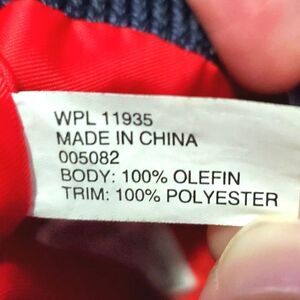 WPL 11935
MADE IN CHINA
005082
BODY: 100% OLEFIN
TRIM: 100% POLYESTER